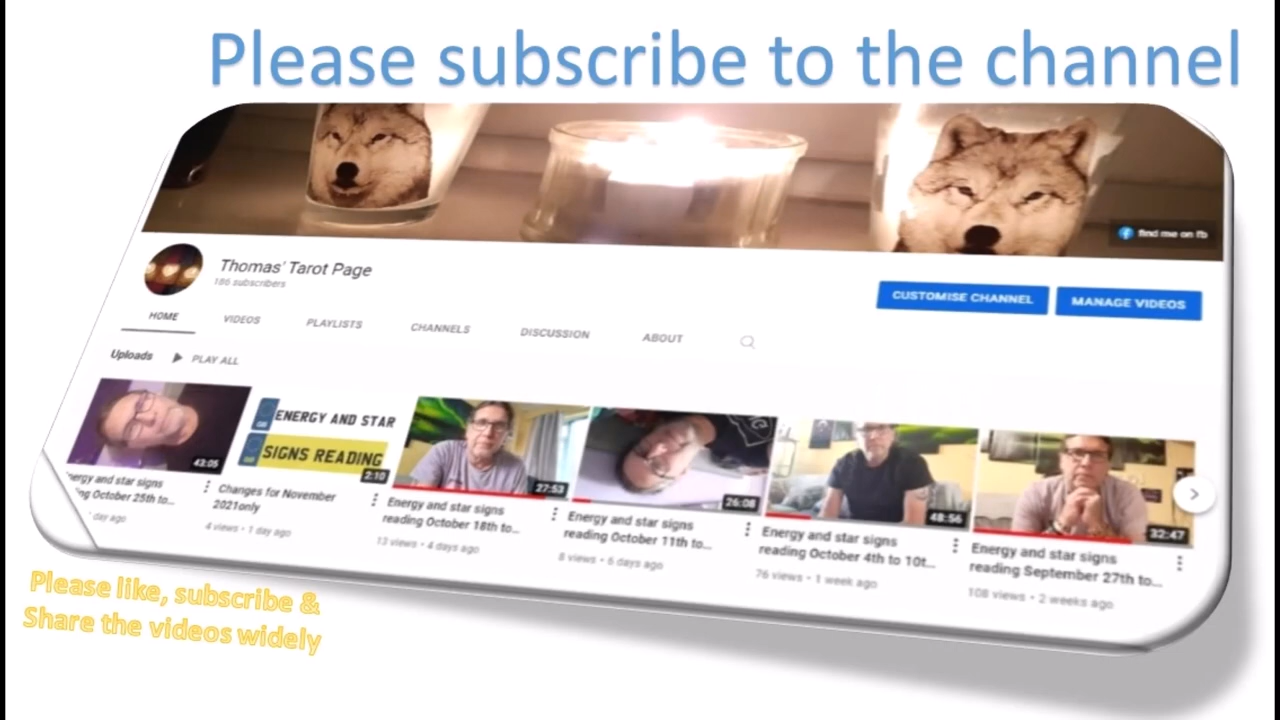 Please subscribe to the channel
find me on fb
Thomas' Tarot Page
186 subscribers
CUSTOMISE CHANNEL
MANAGE VIDEOS
HOME
VIDEOS
PLAYLISTS
CHANNELS
DISCUSSION
ABOUT
Uploads
PLAY ALL
43:05
ENERGY AND STAR
SIGNS READING
2:10
27:53
26:08
48:56
32:47
energy and star signs
ing October 25th to...
day ago
Changes for November
2021only
4 views • 1 day ago
Energy and star signs
reading October 18th to...
13 views • 4 days ago
Energy and star signs
reading October 11th to...
8 views • 6 days ago
Energy and star signs
reading October 4th to 10t...
76 views • 1 week ago
Energy and star signs
reading September 27th to...
108 views • 2 weeks ago
Please like, subscribe &
Share the videos widely